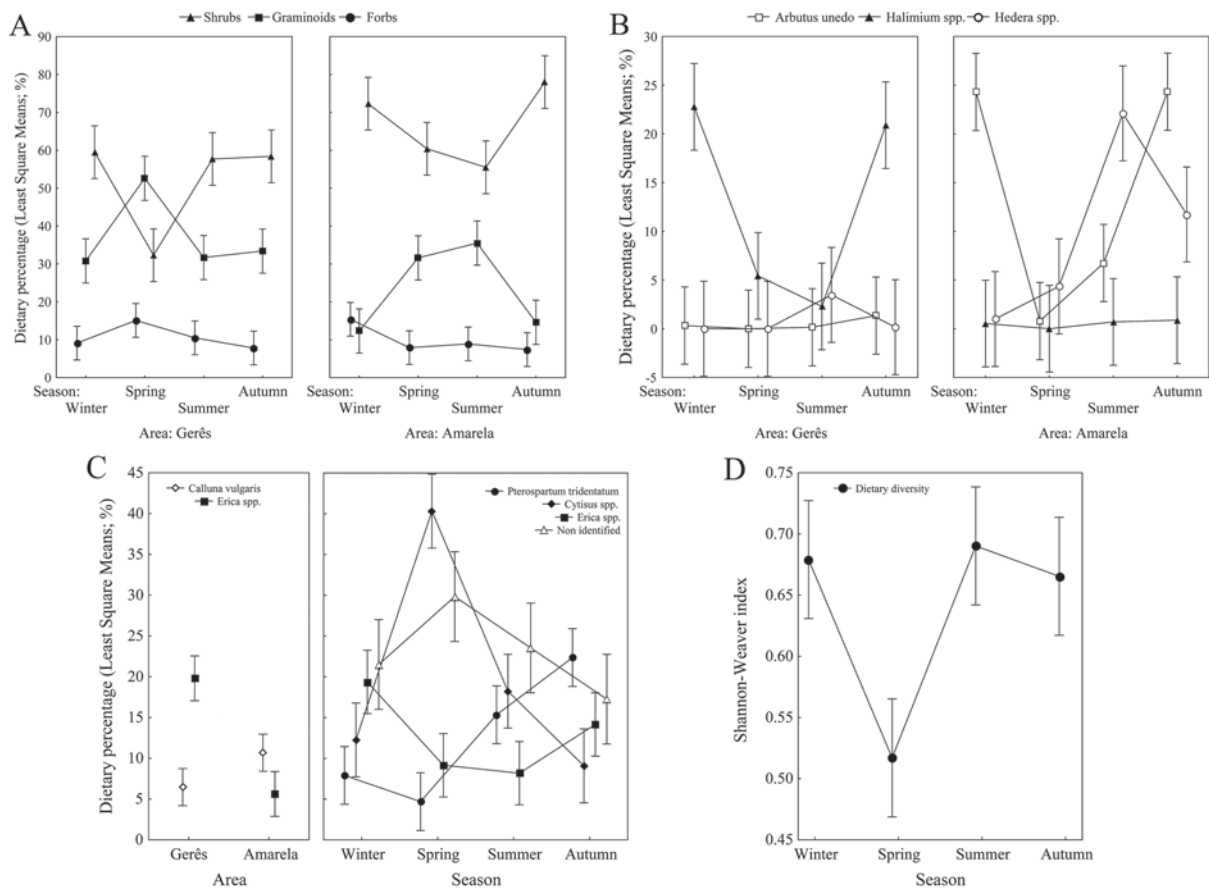 A
Shrubs Graminoids Forbs
Dietary percentage (Least Square Means; %)
90
80
70
60
50
40
30
20
10
0
Season: Spring Autumn Spring Autumn
Winter Summer Winter Summer
Area: Gerês Area: Amarela
B
Arbutus unedo Halimium spp. Hedera spp.
Dietary percentage (Least Square Means; %)
30
25
20
15
10
5
0
-5
Season: Spring Autumn Spring Autumn
Winter Summer Winter Summer
Area: Gerês Area: Amarela
C
Calluna vulgaris
Erica spp.
Pterospartum tridentatum
Cytisus spp.
Erica spp.
Non identified
Dietary percentage (Least Square Means; %)
45
40
35
30
25
20
15
10
5
0
Gerês Amarela Winter Spring Summer Autumn
Area Season
D
Dietary diversity
Shannon-Weaver index
0.75
0.70
0.65
0.60
0.55
0.50
0.45
Winter Spring Summer Autumn
Season